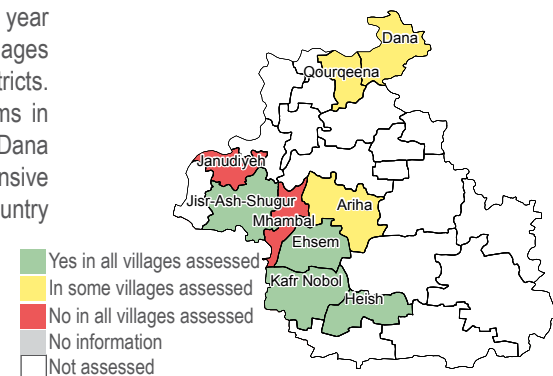 year
ages
tricts.
ms in
Dana
nsive
untry
Dana
Qourqeena
Janudiyeh
Jisr-Ash-Shugur
Ariha
Mhambal
Ehsem
Kafr Nobol
Heish
Yes in all villages assessed
In some villages assessed
No in all villages assessed
No information
Not assessed